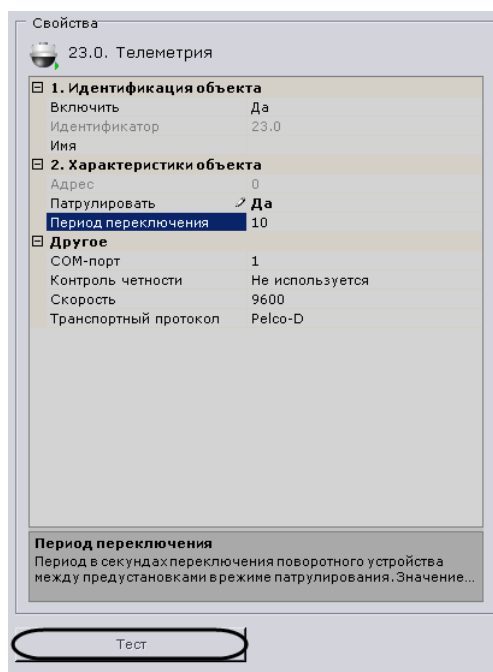 Свойства
23.0. Телеметрия
1. Идентификация объекта
Включить Да
Идентификатор 23.0
Имя
2. Характеристики объекта
Адрес 0
Патрулировать Да
Период переключения 10
Другое
COM-порт 1
Контроль четности Не используется
Скорость 9600
Транспортный протокол Pelco-D
Период переключения
Период в секундах переключения поворотного устройства
между предустановками в режиме патрулирования. Значение...
Тест